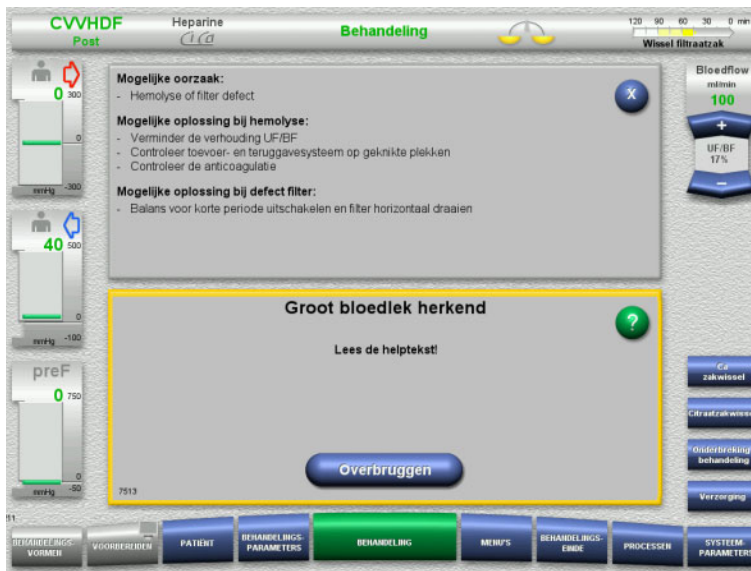 CVVHDF
Post
Heparine
CiCa
Behandeling
120 90 60 30 0 min
Wissel filtraatzak
0 300
0
mmHg -300
40 500
0
mmHg -100
preF
0 750
0
mmHg -50
Mogelijke oorzaak:
- Hemolyse of filter defect
Mogelijke oplossing bij hemolyse:
- Verminder de verhouding UF/BF
- Controleer toevoer- en teruggavesysteem op geknikte plekken
- Controleer de anticoagulatie
Mogelijke oplossing bij defect filter:
- Balans voor korte periode uitschakelen en filter horizontaal draaien
X
Groot bloedlek herkend
?
Lees de helptekst!
Overbruggen
7513
Bloedflow
ml/min
100
+
UF/BF
17%
−
Ca
zakwissel
Citraatzakwisse
Onderbreking
behandeling
Verzorging
BEHANDELINGS-
VORMEN
VOORBEREIDEN
PATIËNT
BEHANDELINGS-
PARAMETERS
BEHANDELING
MENU'S
BEHANDELINGS-
EINDE
PROCESSEN
SYSTEEM-
PARAMETERS